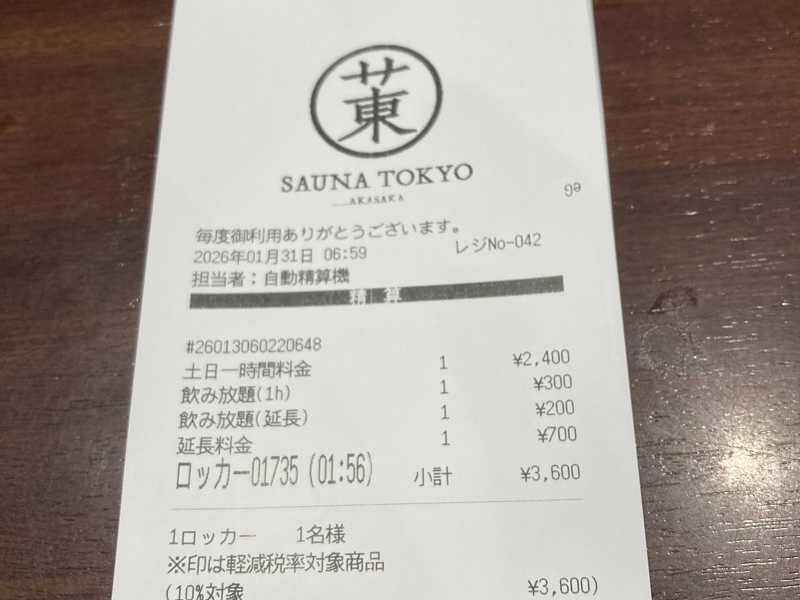 サ東
SAUNA TOKYO
AKASAKA
eG
毎度御利用ありがとうございます。
2026年01月31日 06:59 レジNo-042
担当者：自動精算機
精 算
#26013060220648
土日一時間料金 1 ¥2,400
飲み放題(1h) 1 ¥300
飲み放題(延長) 1 ¥200
延長料金 1 ¥700
ロッカー01735 (01:56) 小計 ¥3,600
1ロッカー 1名様
※印は軽減税率対象商品
(10%対象 ¥3,600)